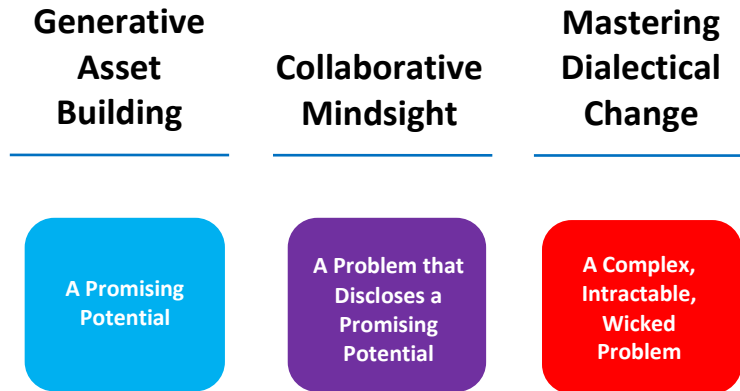 Generative
Asset
Building
Collaborative
Mindsight
Mastering
Dialectical
Change
A Promising
Potential
A Problem that
Discloses a
Promising
Potential
A Complex,
Intractable,
Wicked
Problem